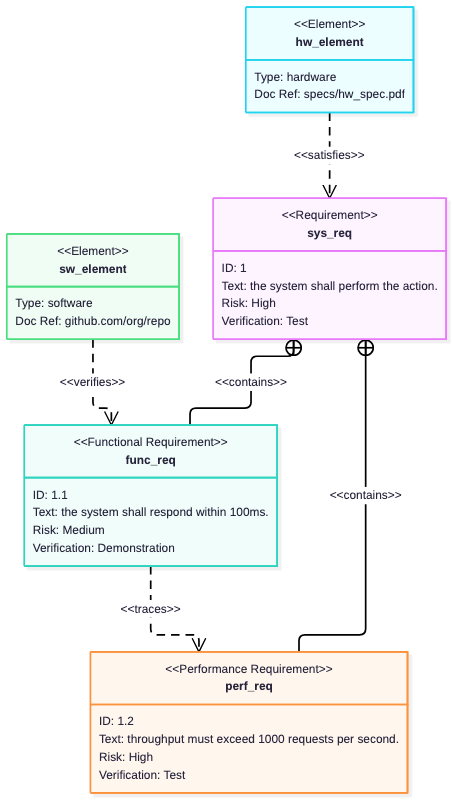 <<Element>>
hw_element
Type: hardware
Doc Ref: specs/hw_spec.pdf
<<satisfies>>
<<Requirement>>
sys_req
ID: 1
Text: the system shall perform the action.
Risk: High
Verification: Test
<<Element>>
sw_element
Type: software
Doc Ref: github.com/org/repo
<<verifies>>
<<contains>>
<<Functional Requirement>>
func_req
ID: 1.1
Text: the system shall respond within 100ms.
Risk: Medium
Verification: Demonstration
<<contains>>
<<traces>>
<<Performance Requirement>>
perf_req
ID: 1.2
Text: throughput must exceed 1000 requests per second.
Risk: High
Verification: Test